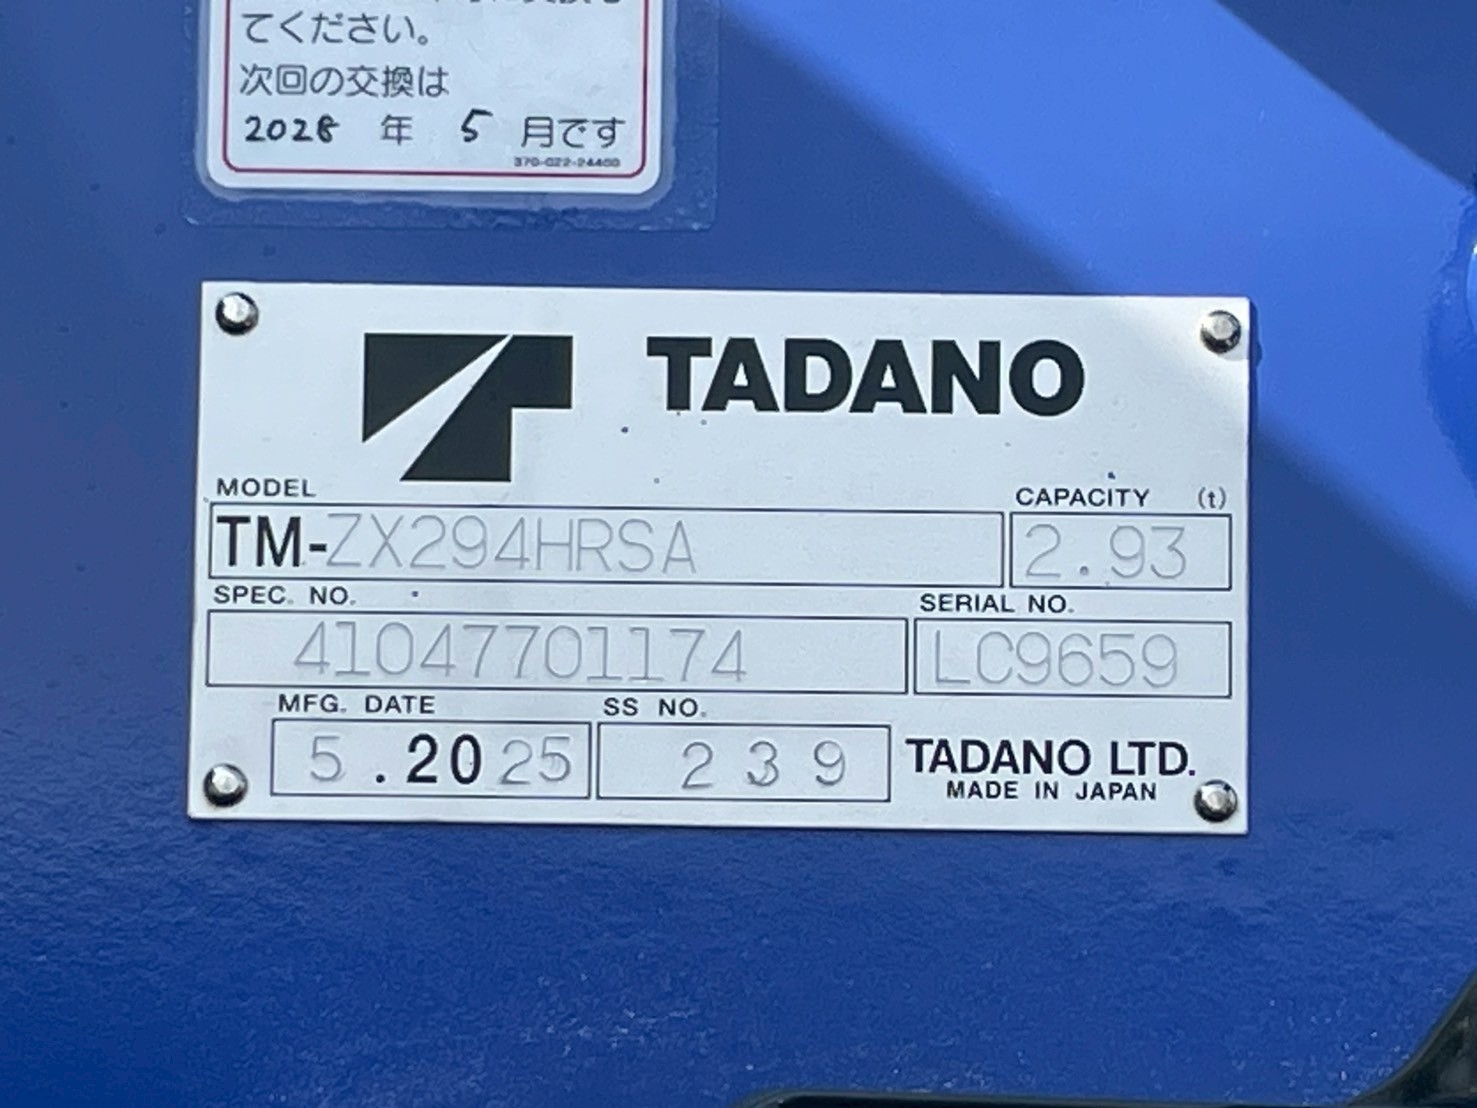 てください。
次回の交換は
2028 年 5 月です
370-022-24400
TADANO
MODEL CAPACITY (t)
TM-ZX294HRSA 2.93
SPEC. NO. SERIAL NO.
41047701174 LC9659
MFG. DATE SS NO.
5 .2025 239 TADANO LTD.
MADE IN JAPAN